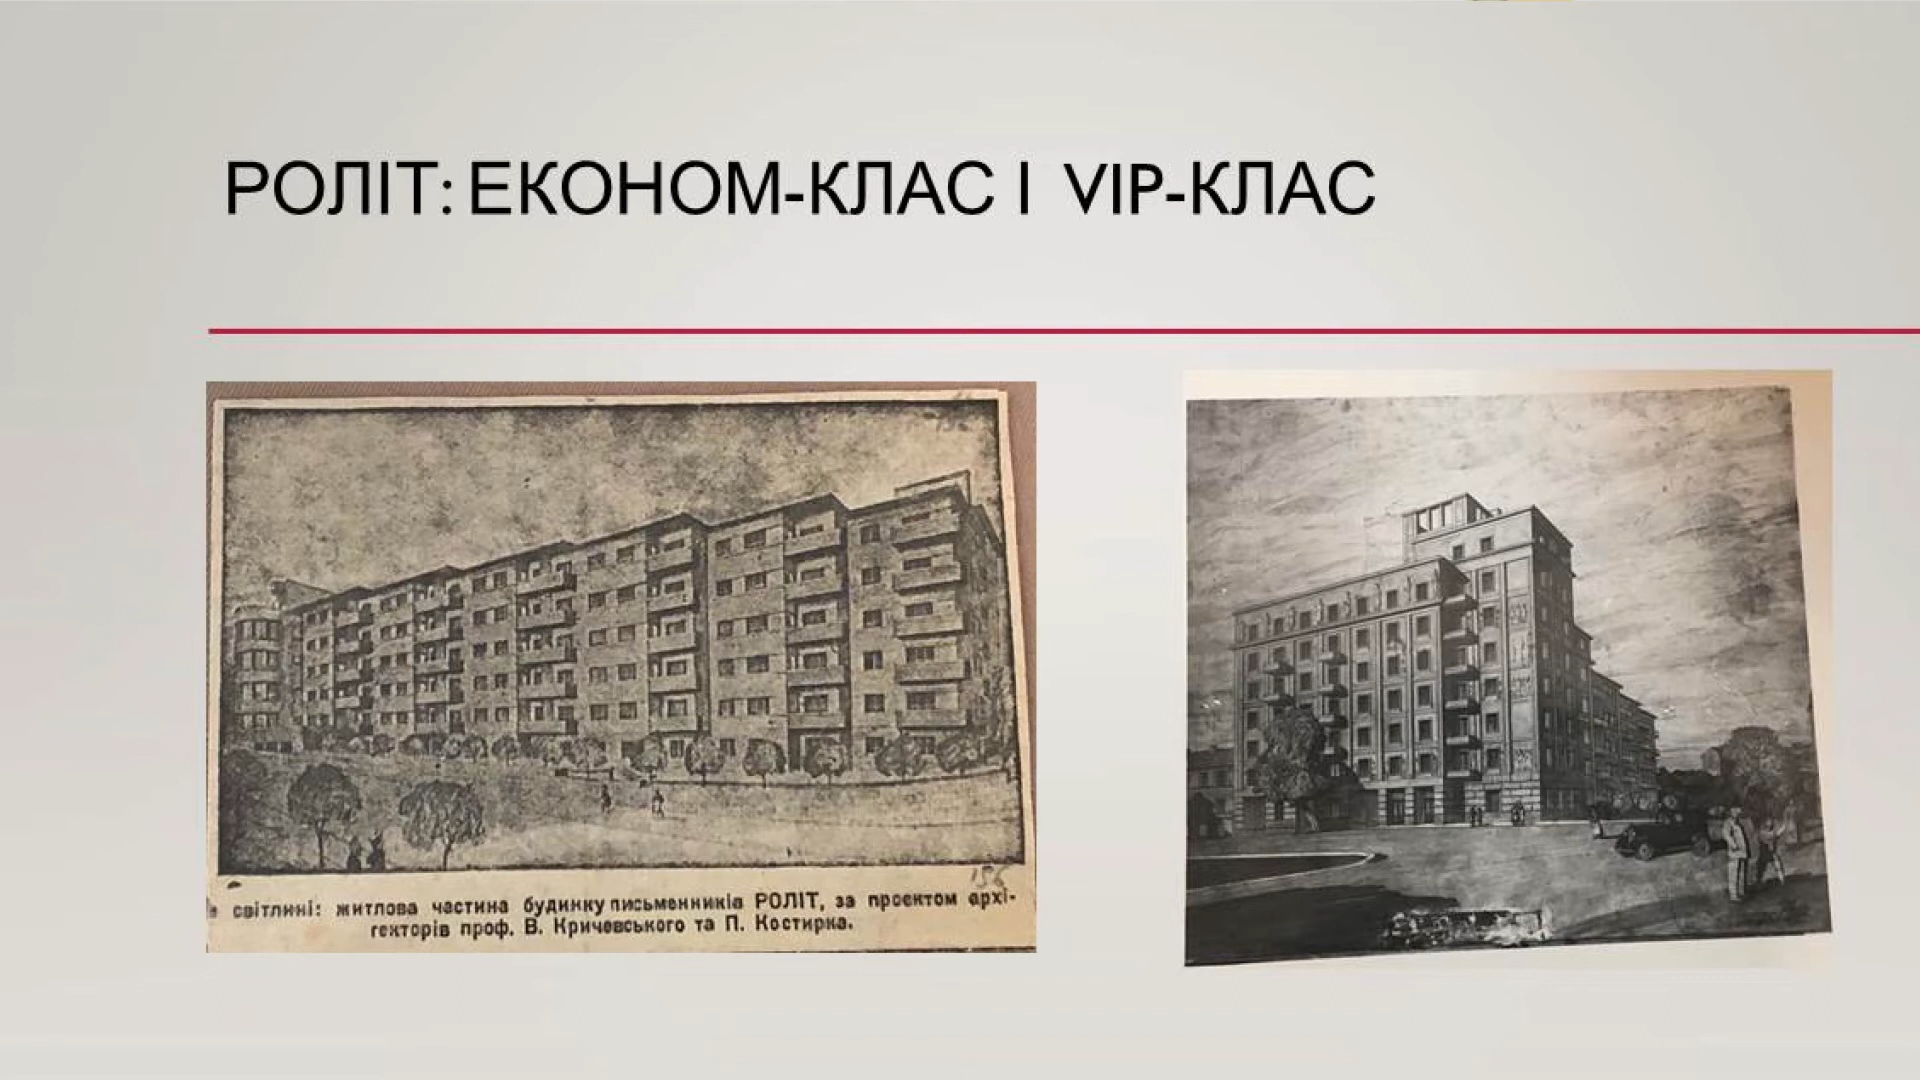 РОЛІТ: ЕКОНОМ-КЛАС І VIP-КЛАС
156
світлині: житлова частина будинку письменників РОЛІТ, за проектом архі-
текторів проф. В. Кричевського та П. Костирка.